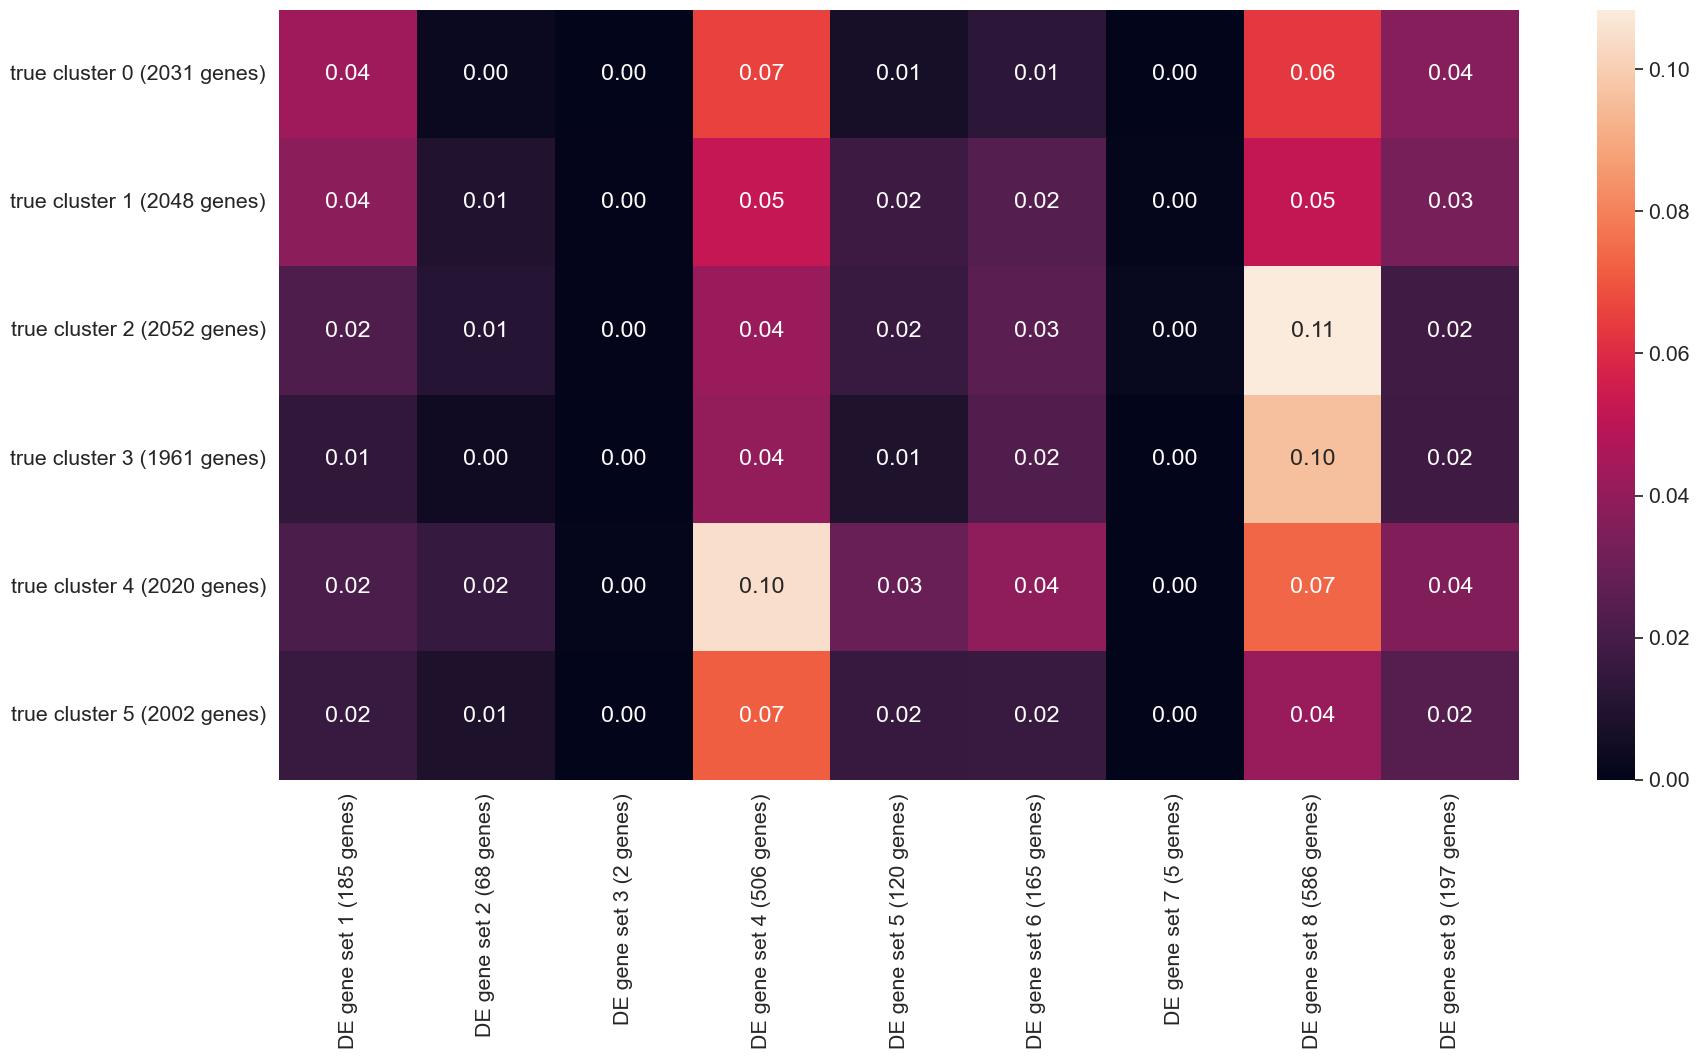 true cluster 0 (2031 genes) 0.04 0.00 0.00 0.07 0.01 0.01 0.00 0.06 0.04
true cluster 1 (2048 genes) 0.04 0.01 0.00 0.05 0.02 0.02 0.00 0.05 0.03
true cluster 2 (2052 genes) 0.02 0.01 0.00 0.04 0.02 0.03 0.00 0.11 0.02
true cluster 3 (1961 genes) 0.01 0.00 0.00 0.04 0.01 0.02 0.00 0.10 0.02
true cluster 4 (2020 genes) 0.02 0.02 0.00 0.10 0.03 0.04 0.00 0.07 0.04
true cluster 5 (2002 genes) 0.02 0.01 0.00 0.07 0.02 0.02 0.00 0.04 0.02
DE gene set 1 (185 genes)
DE gene set 2 (68 genes)
DE gene set 3 (2 genes)
DE gene set 4 (506 genes)
DE gene set 5 (120 genes)
DE gene set 6 (165 genes)
DE gene set 7 (5 genes)
DE gene set 8 (586 genes)
DE gene set 9 (197 genes)
0.10
0.08
0.06
0.04
0.02
0.00